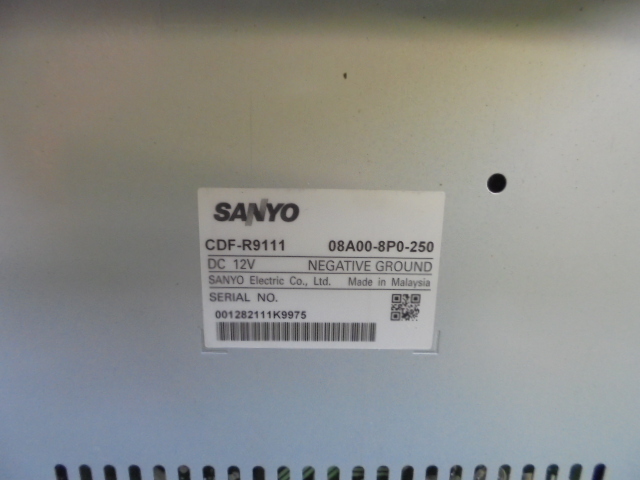 SANYO
CDF-R9111 08A00-8P0-250
DC 12V NEGATIVE GROUND
SANYO Electric Co., Ltd. Made in Malaysia
SERIAL NO.
001282111K9975